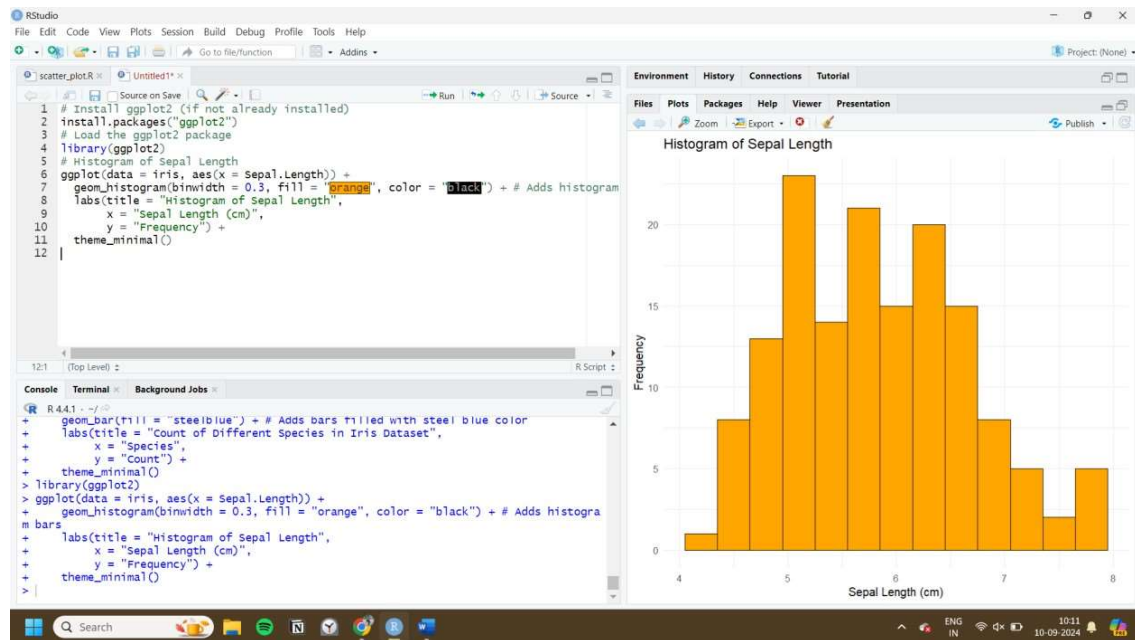 RStudio
File Edit Code View Plots Session Build Debug Profile Tools Help
Go to file/function Addins
Project: (None)
scatter_plot.R Untitled1*
Source on Save Run Source
1 # Install ggplot2 (if not already installed)
2 install.packages("ggplot2")
3 # Load the ggplot2 package
4 library(ggplot2)
5 # Histogram of Sepal Length
6 ggplot(data = iris, aes(x = Sepal.Length)) +
7 geom_histogram(binwidth = 0.3, fill = "orange", color = "black") + # Adds histogram
8 labs(title = "Histogram of Sepal Length",
9 x = "Sepal Length (cm)",
10 y = "Frequency") +
11 theme_minimal()
12
12:1 (Top Level) R Script
Console Terminal Background Jobs
R 4.4.1 · ~/
+ geom_bar(fill = "steelblue") + # Adds bars filled with steel blue color
+ labs(title = "Count of Different Species in Iris Dataset",
+ x = "Species",
+ y = "Count") +
+ theme_minimal()
> library(ggplot2)
> ggplot(data = iris, aes(x = Sepal.Length)) +
+ geom_histogram(binwidth = 0.3, fill = "orange", color = "black") + # Adds histogra
m bars
+ labs(title = "Histogram of Sepal Length",
+ x = "Sepal Length (cm)",
+ y = "Frequency") +
+ theme_minimal()
>
Environment History Connections Tutorial
Files Plots Packages Help Viewer Presentation
Zoom Export Publish
Histogram of Sepal Length
Frequency
20
15
10
5
0
4 5 6 7 8
Sepal Length (cm)
Search
ENG
IN
10:11
10-09-2024